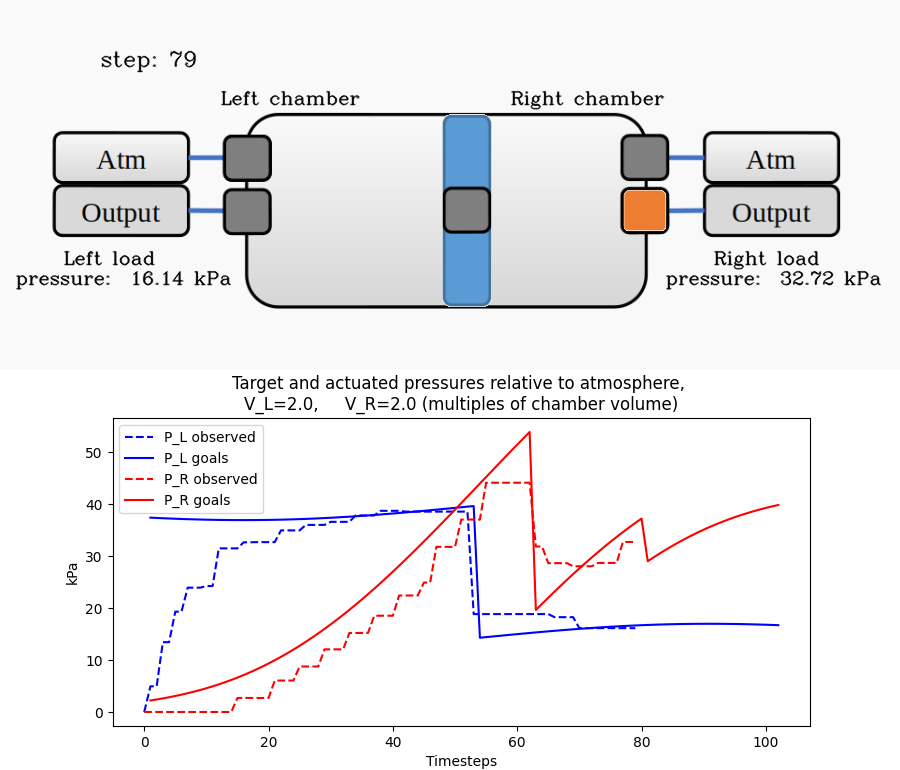 step: 79
Left chamber
Right chamber
Atm
Output
Left load
pressure: 16.14 kPa
Atm
Output
Right load
pressure: 32.72 kPa
Target and actuated pressures relative to atmosphere,
V_L=2.0, V_R=2.0 (multiples of chamber volume)
P_L observed
P_L goals
P_R observed
P_R goals
kPa
50
40
30
20
10
0
0 20 40 60 80 100
Timesteps